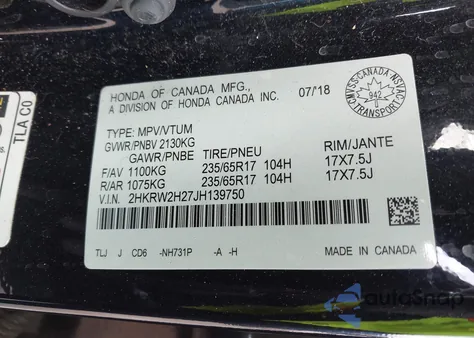 TLA C0
HONDA OF CANADA MFG.,
A DIVISION OF HONDA CANADA INC.
07/18
CANADA
942
TYPE: MPV/VTUM
GVWR/PNBV 2130KG
GAWR/PNBE TIRE/PNEU RIM/JANTE
F/AV 1100KG 235/65R17 104H 17X7.5J
R/AR 1075KG 235/65R17 104H 17X7.5J
V.I.N. 2HKRW2H27JH139750
TLJ J CD6 -NH731P -A -H
MADE IN CANADA
autoSnap